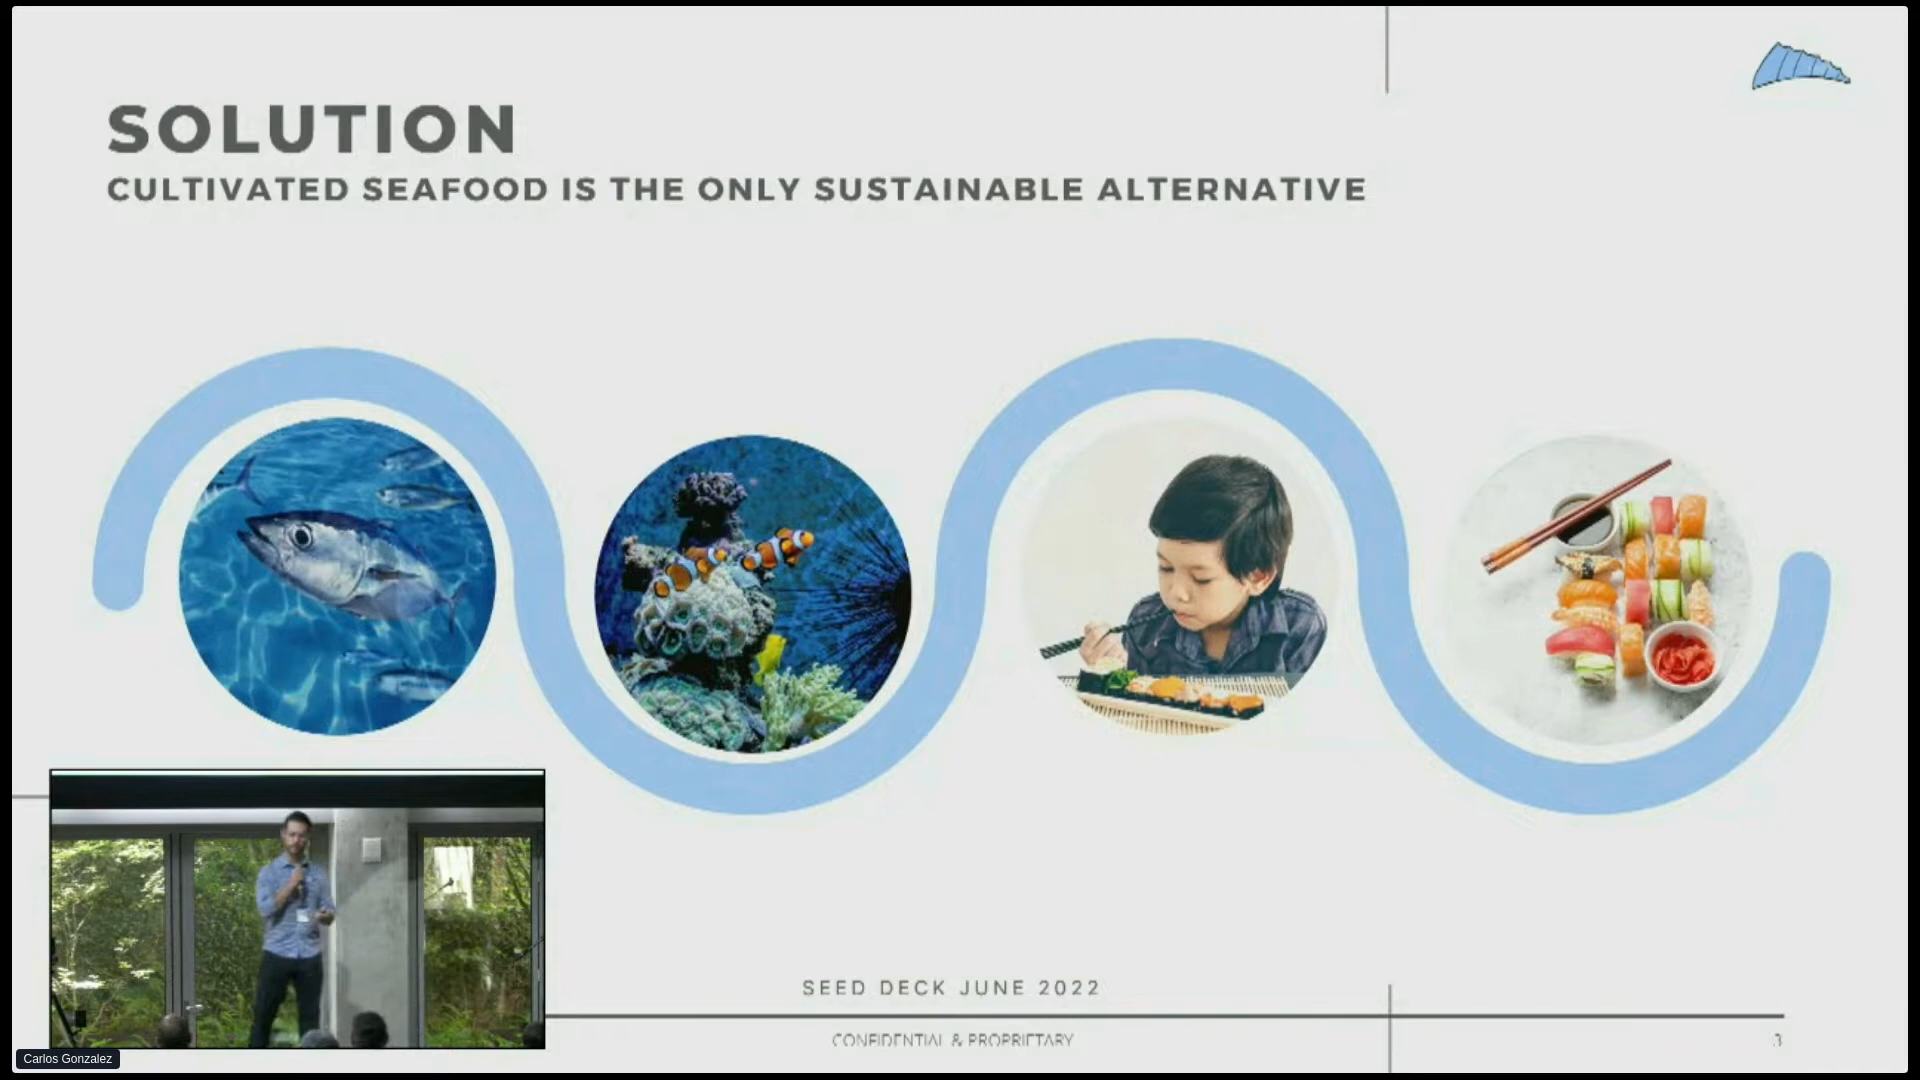 SOLUTION
CULTIVATED SEAFOOD IS THE ONLY SUSTAINABLE ALTERNATIVE
SEED DECK JUNE 2022
CONFIDENTIAL & PROPRIETARY
3
Carlos Gonzalez